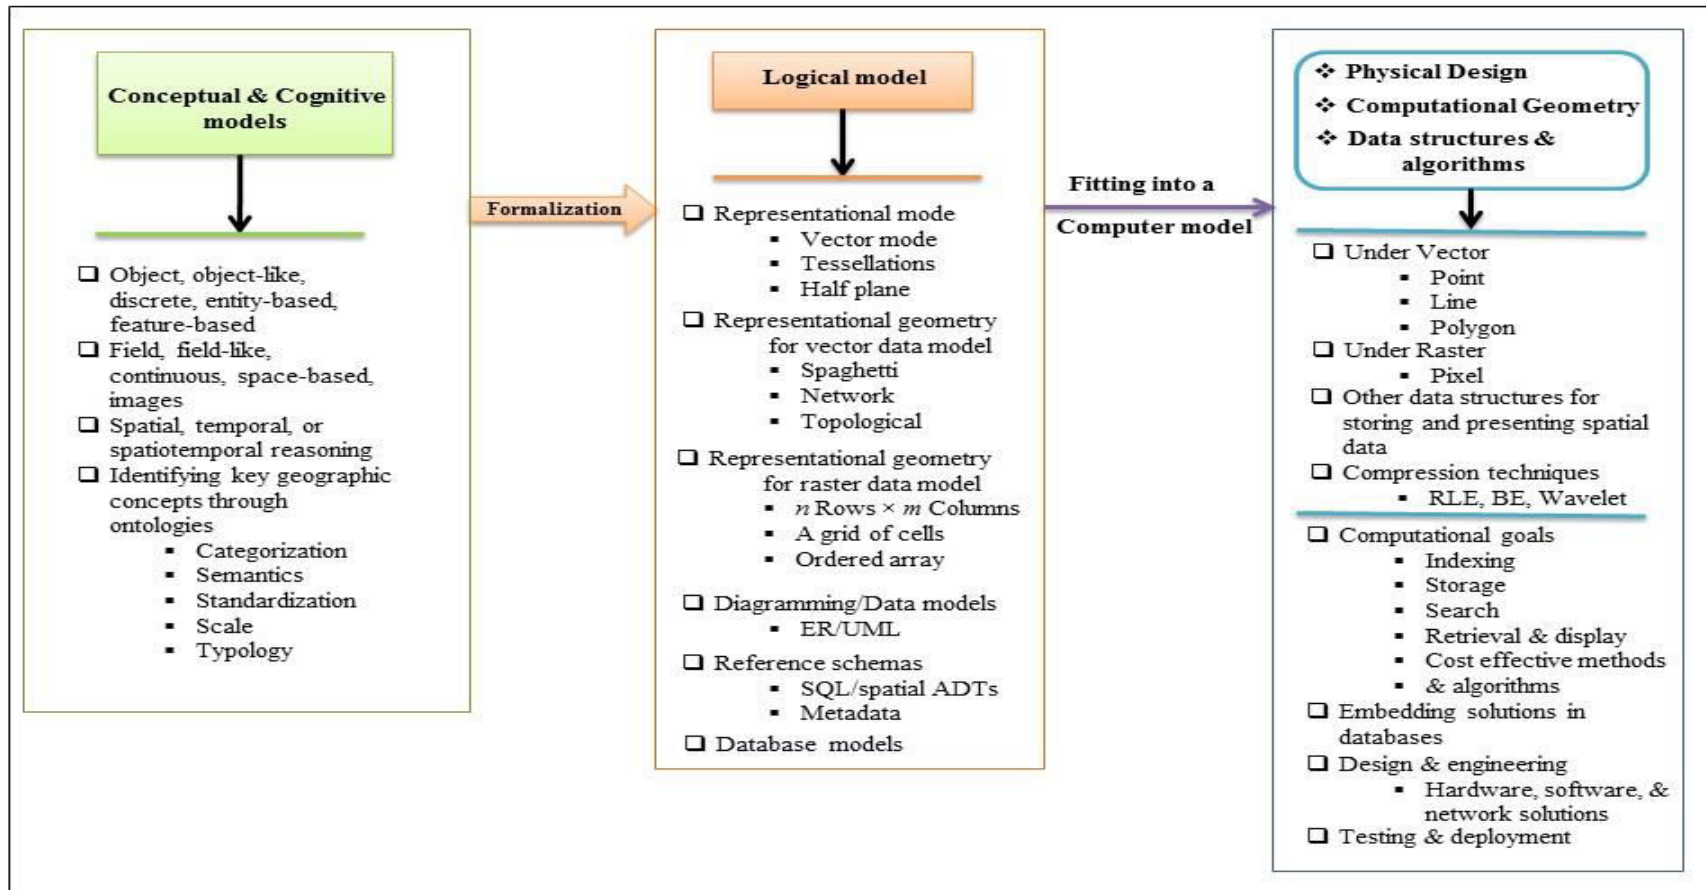 Conceptual & Cognitive
models
❑ Object, object-like,
discrete, entity-based,
feature-based
❑ Field, field-like,
continuous, space-based,
images
❑ Spatial, temporal, or
spatiotemporal reasoning
❑ Identifying key geographic
concepts through
ontologies
▪ Categorization
▪ Semantics
▪ Standardization
▪ Scale
▪ Typology
Formalization
Logical model
❑ Representational mode
▪ Vector mode
▪ Tessellations
▪ Half plane
❑ Representational geometry
for vector data model
▪ Spaghetti
▪ Network
▪ Topological
❑ Representational geometry
for raster data model
▪ n Rows × m Columns
▪ A grid of cells
▪ Ordered array
❑ Diagramming/Data models
▪ ER/UML
❑ Reference schemas
▪ SQL/spatial ADTs
▪ Metadata
❑ Database models
Fitting into a
Computer model
❖ Physical Design
❖ Computational Geometry
❖ Data structures &
algorithms
❑ Under Vector
▪ Point
▪ Line
▪ Polygon
❑ Under Raster
▪ Pixel
❑ Other data structures for
storing and presenting spatial
data
❑ Compression techniques
▪ RLE, BE, Wavelet
❑ Computational goals
▪ Indexing
▪ Storage
▪ Search
▪ Retrieval & display
▪ Cost effective methods
▪ & algorithms
❑ Embedding solutions in
databases
❑ Design & engineering
▪ Hardware, software, &
network solutions
❑ Testing & deployment